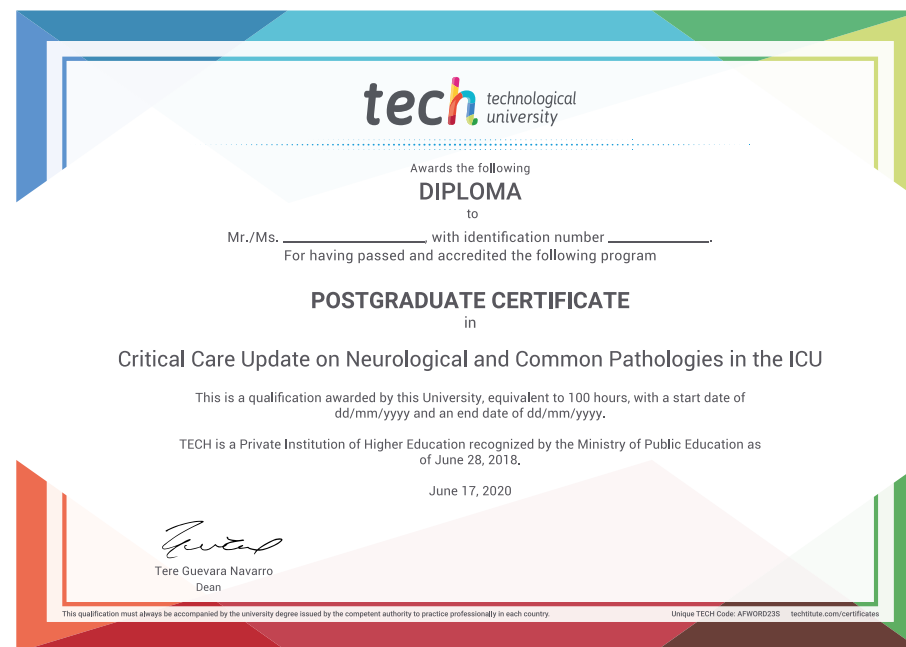 tech technological
university
Awards the following
DIPLOMA
to
Mr./Ms. ____________________, with identification number ______________.
For having passed and accredited the following program
POSTGRADUATE CERTIFICATE
in
Critical Care Update on Neurological and Common Pathologies in the ICU
This is a qualification awarded by this University, equivalent to 100 hours, with a start date of
dd/mm/yyyy and an end date of dd/mm/yyyy.
TECH is a Private Institution of Higher Education recognized by the Ministry of Public Education as
of June 28, 2018.
June 17, 2020
Tere Guevara Navarro
Dean
This qualification must always be accompanied by the university degree issued by the competent authority to practice professionally in each country. Unique TECH Code: AFWORD23S techtitute.com/certificates